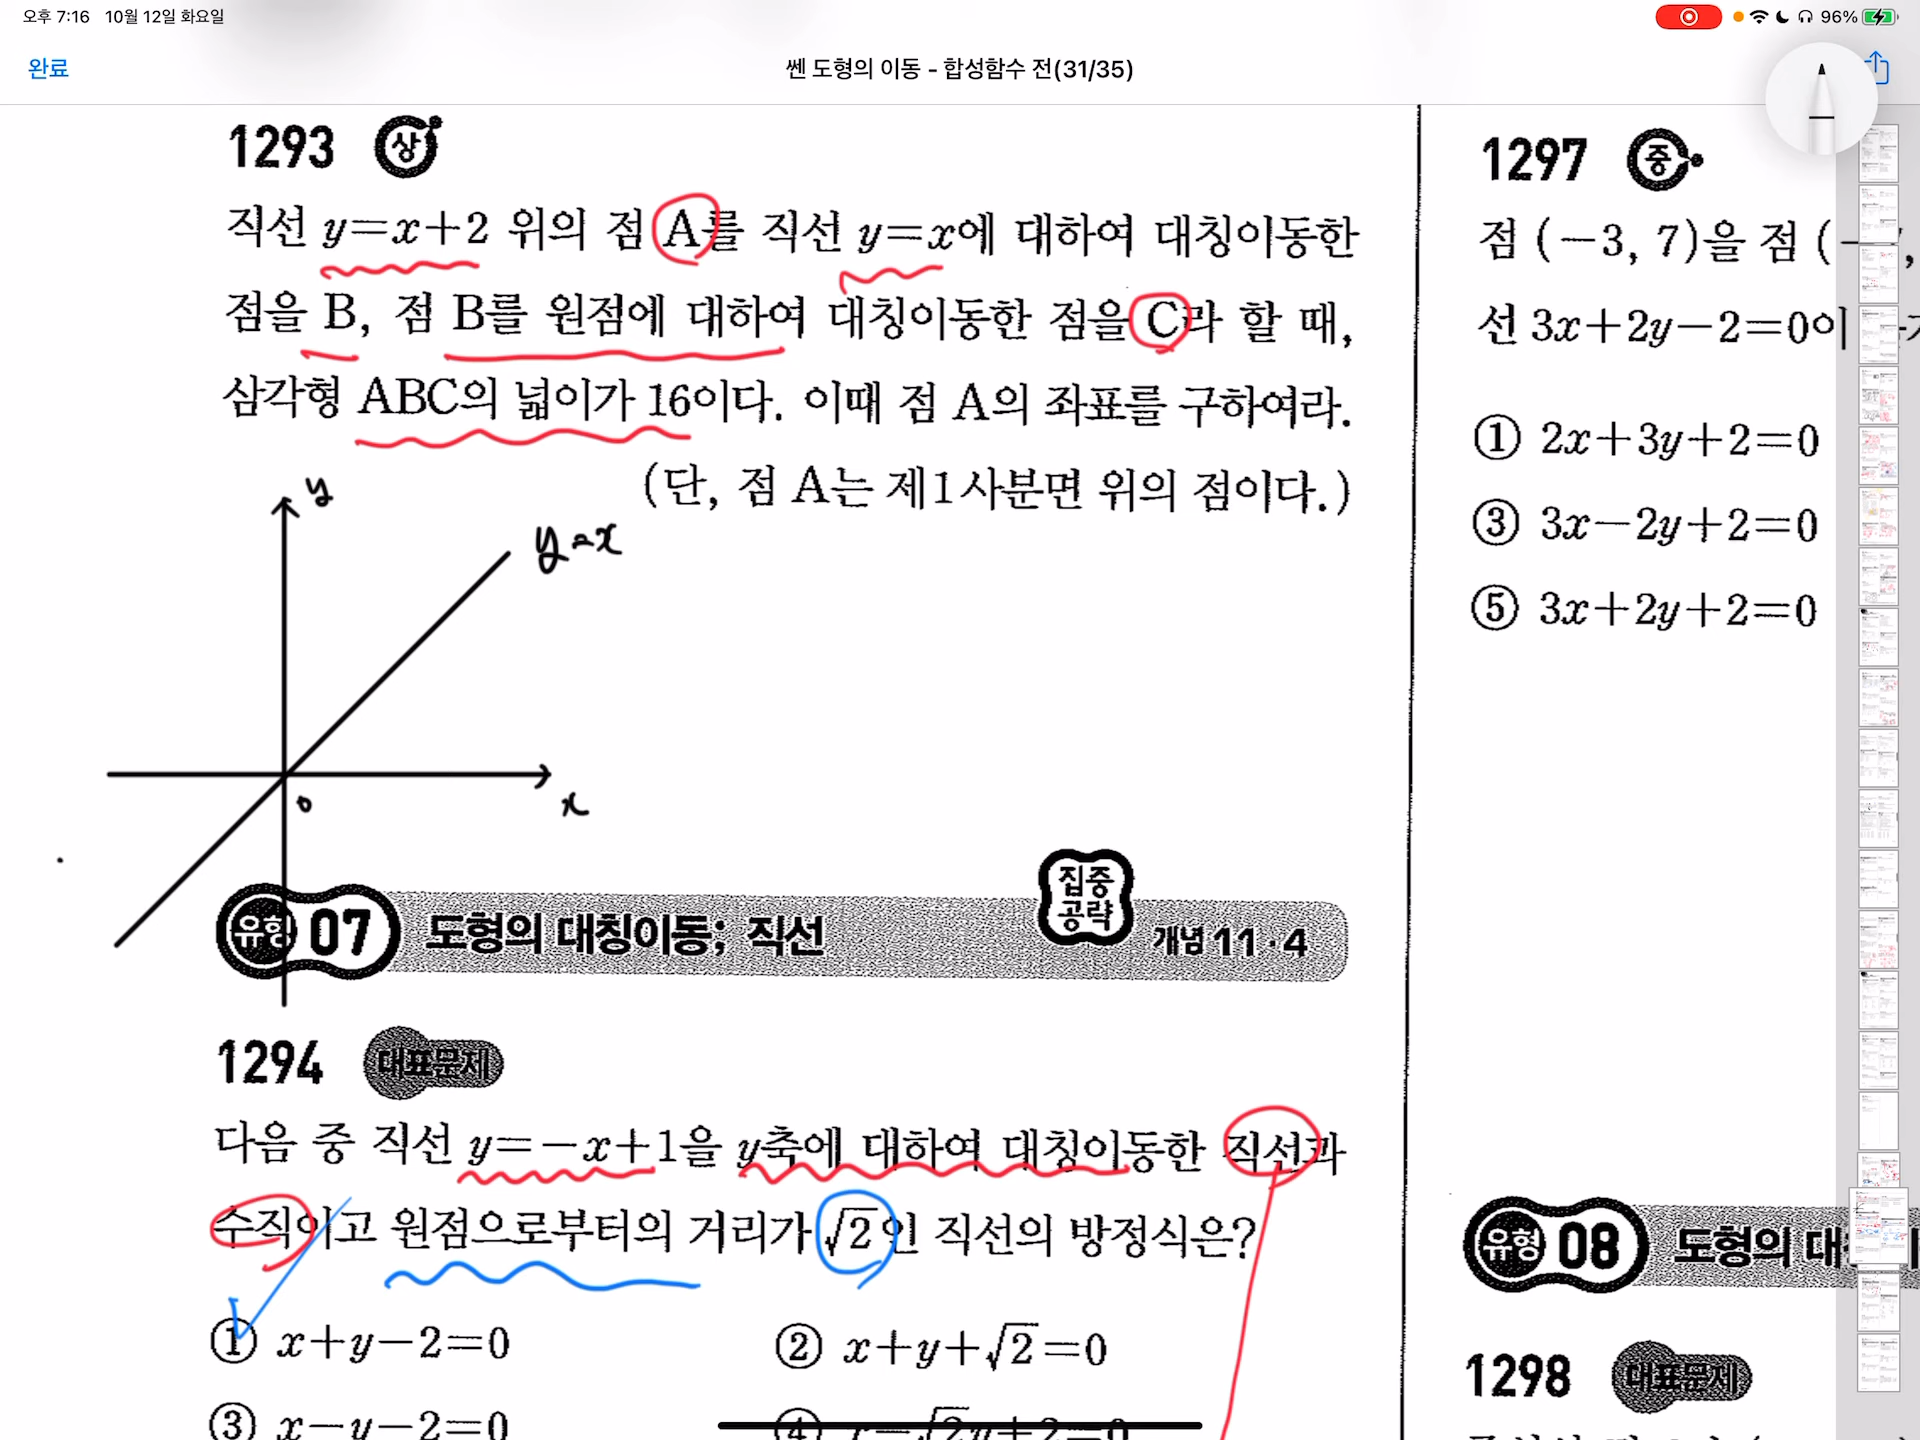 오후 7:16 10월 12일 화요일
96%
완료
쎈 도형의 이동 - 합성함수 전(31/35)
1293 상
직선 y=x+2 위의 점 A를 직선 y=x에 대하여 대칭이동한
점을 B, 점 B를 원점에 대하여 대칭이동한 점을 C라 할 때,
삼각형 ABC의 넓이가 16이다. 이때 점 A의 좌표를 구하여라.
(단, 점 A는 제1사분면 위의 점이다.)
y
y=x
0
x
유형 07 도형의 대칭이동; 직선
집중
공략
개념 11·4
1294 대표문제
다음 중 직선 y=-x+1을 y축에 대하여 대칭이동한 직선과
수직이고 원점으로부터의 거리가 √2인 직선의 방정식은?
① x+y-2=0
② x+y+√2=0
③ x-y-2=0
④ x-√2y+2=0
1297 중
점 (-3, 7)을 점 (-
선 3x+2y-2=0이
① 2x+3y+2=0
③ 3x-2y+2=0
⑤ 3x+2y+2=0
유형 08 도형의 대
1298 대표문제